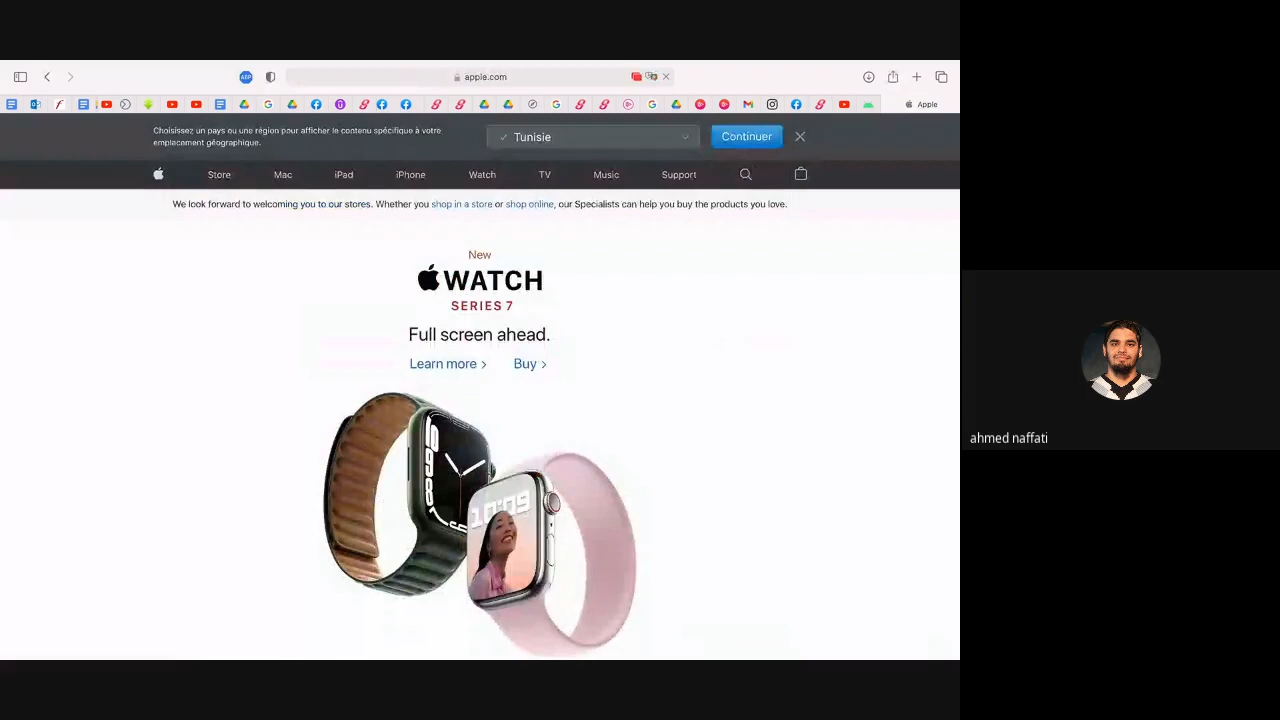 apple.com
Apple
Choisissez un pays ou une région pour afficher le contenu spécifique à votre
emplacement géographique.
Tunisie
Continuer
Store Mac iPad iPhone Watch TV Music Support
We look forward to welcoming you to our stores. Whether you shop in a store or shop online, our Specialists can help you buy the products you love.
New
WATCH
SERIES 7
Full screen ahead.
Learn more > Buy >
10:09
ahmed naffati